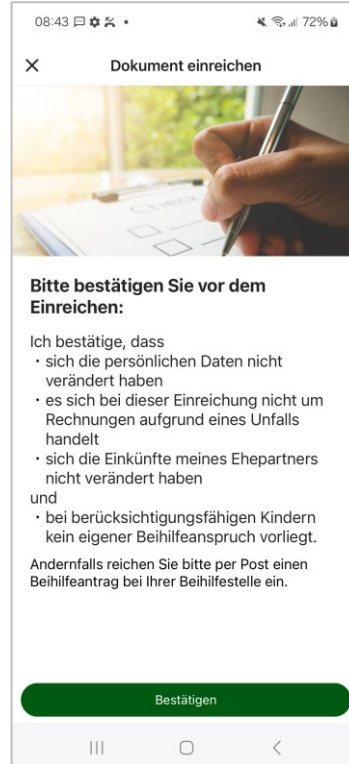 08:43
72%
Dokument einreichen
Check
Bitte bestätigen Sie vor dem
Einreichen:
Ich bestätige, dass
· sich die persönlichen Daten nicht
verändert haben
· es sich bei dieser Einreichung nicht um
Rechnungen aufgrund eines Unfalls
handelt
· sich die Einkünfte meines Ehepartners
nicht verändert haben
und
· bei berücksichtigungsfähigen Kindern
kein eigener Beihilfeanspruch vorliegt.
Andernfalls reichen Sie bitte per Post einen
Beihilfeantrag bei Ihrer Beihilfestelle ein.
Bestätigen